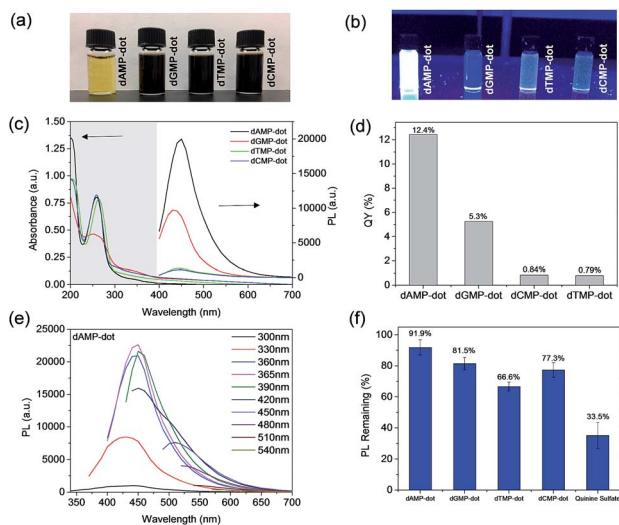 (a)
dAMP-dot
dGMP-dot
dTMP-dot
dCMP-dot
(b)
dAMP-dot
dGMP-dot
dTMP-dot
dCMP-dot
(c)
1.50
1.25
1.00
0.75
0.50
0.25
0.00
Absorbance (a.u.)
dAMP-dot
dGMP-dot
dTMP-dot
dCMP-dot
20000
15000
10000
5000
0
PL (a.u.)
200 300 400 500 600 700
Wavelength (nm)
(d)
12
10
8
6
4
2
0
QY (%)
12.4%
5.3%
0.84%
0.79%
dAMP-dot dGMP-dot dCMP-dot dTMP-dot
(e)
dAMP-dot
25000
22500
20000
17500
15000
12500
10000
7500
5000
2500
0
PL (a.u.)
300nm
330nm
360nm
365nm
390nm
420nm
450nm
480nm
510nm
540nm
350 400 450 500 550 600 650 700
Wavelength (nm)
(f)
100
80
60
40
20
0
PL Remaining (%)
91.9%
81.5%
66.6%
77.3%
33.5%
dAMP-dot dGMP-dot dTMP-dot dCMP-dot Quinine Sulfate